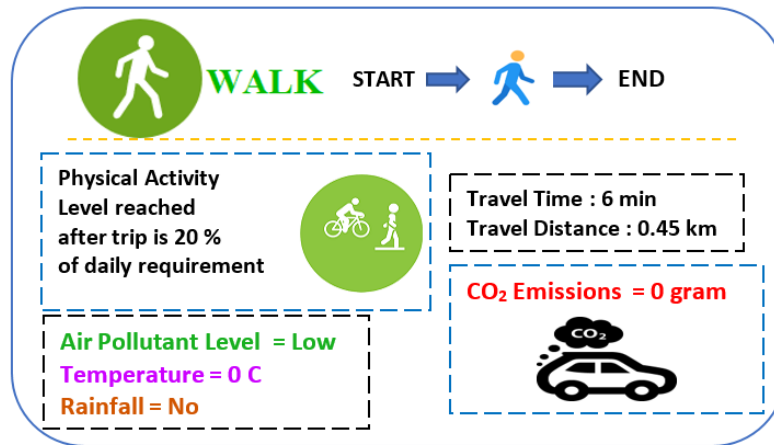 WALK START END
Physical Activity
Level reached
after trip is 20 %
of daily requirement
Travel Time : 6 min
Travel Distance : 0.45 km
CO₂ Emissions = 0 gram
CO₂
Air Pollutant Level = Low
Temperature = 0 C
Rainfall = No